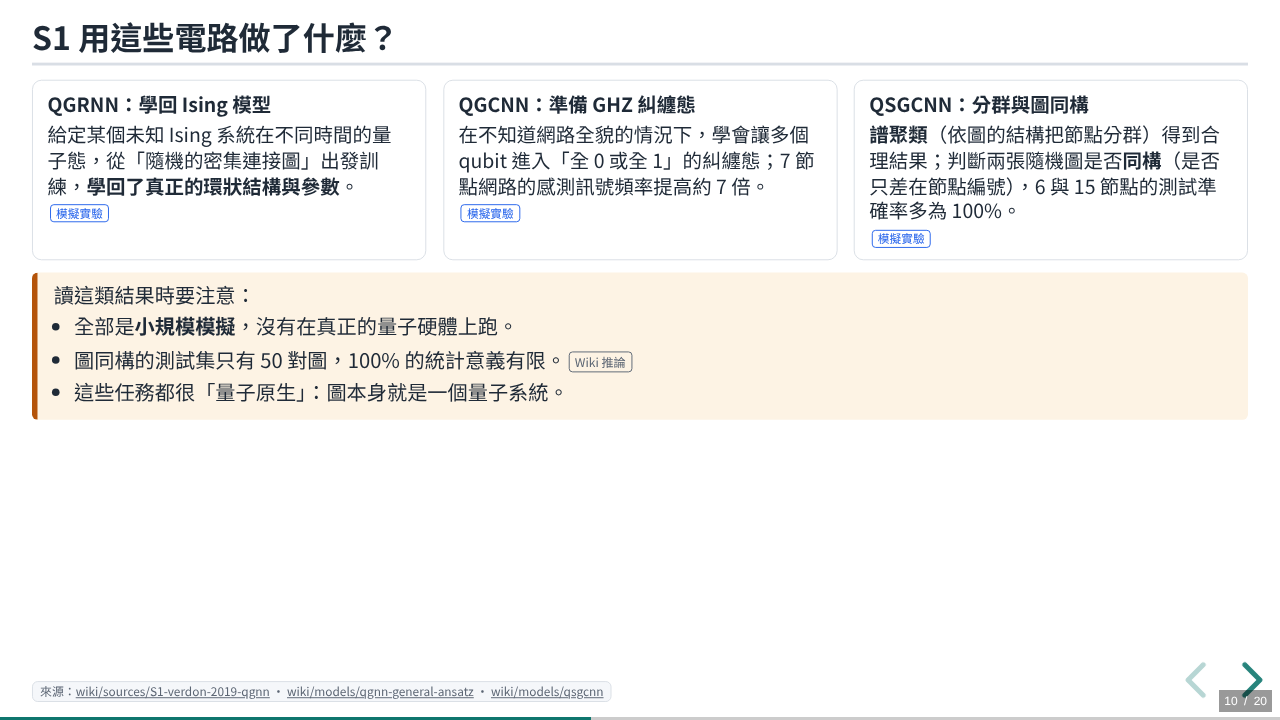 S1 用這些電路做了什麼？
QGRNN：學回 Ising 模型
給定某個未知 Ising 系統在不同時間的量
子態，從「隨機的密集連接圖」出發訓
練，學回了真正的環狀結構與參數。
模擬實驗
QGCNN：準備 GHZ 糾纏態
在不知道網路全貌的情況下，學會讓多個
qubit 進入「全 0 或全 1」的糾纏態；7 節
點網路的感測訊號頻率提高約 7 倍。
模擬實驗
QSGCNN：分群與圖同構
譜聚類（依圖的結構把節點分群）得到合
理結果；判斷兩張隨機圖是否同構（是否
只差在節點編號），6 與 15 節點的測試準
確率多為 100%。
模擬實驗
讀這類結果時要注意：
• 全部是小規模模擬，沒有在真正的量子硬體上跑。
• 圖同構的測試集只有 50 對圖，100% 的統計意義有限。 Wiki 推論
• 這些任務都很「量子原生」：圖本身就是一個量子系統。
來源：wiki/sources/S1-verdon-2019-qgnn · wiki/models/qgnn-general-ansatz · wiki/models/qsgcnn
10 / 20